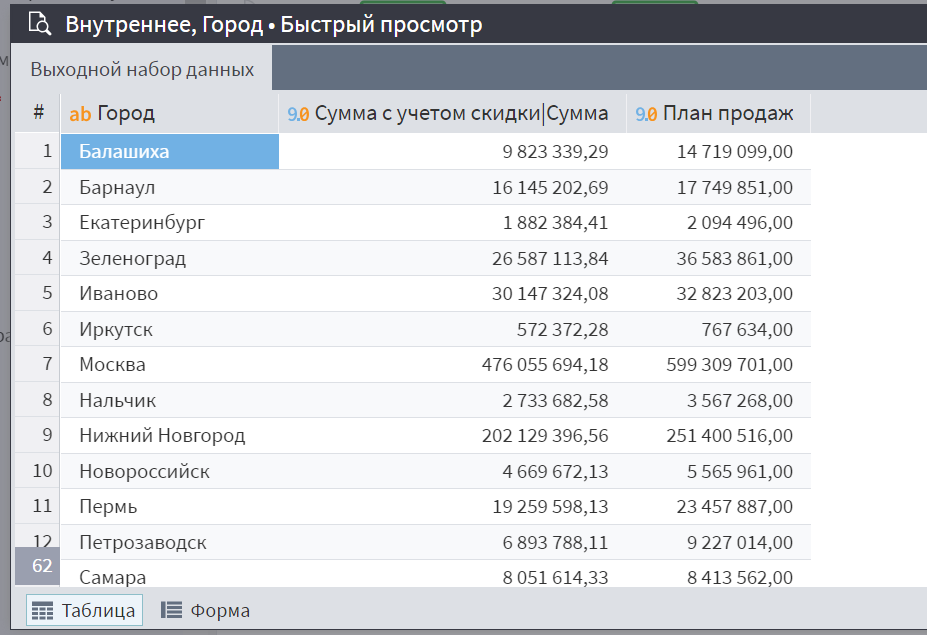 Внутреннее, Город • Быстрый просмотр
Выходной набор данных
# ab Город 9.0 Сумма с учетом скидки|Сумма 9.0 План продаж
1 Балашиха 9 823 339,29 14 719 099,00
2 Барнаул 16 145 202,69 17 749 851,00
3 Екатеринбург 1 882 384,41 2 094 496,00
4 Зеленоград 26 587 113,84 36 583 861,00
5 Иваново 30 147 324,08 32 823 203,00
6 Иркутск 572 372,28 767 634,00
7 Москва 476 055 694,18 599 309 701,00
8 Нальчик 2 733 682,58 3 567 268,00
9 Нижний Новгород 202 129 396,56 251 400 516,00
10 Новороссийск 4 669 672,13 5 565 961,00
11 Пермь 19 259 598,13 23 457 887,00
12 Петрозаводск 6 893 788,11 9 227 014,00
62 Самара 8 051 614,33 8 413 562,00
Таблица Форма